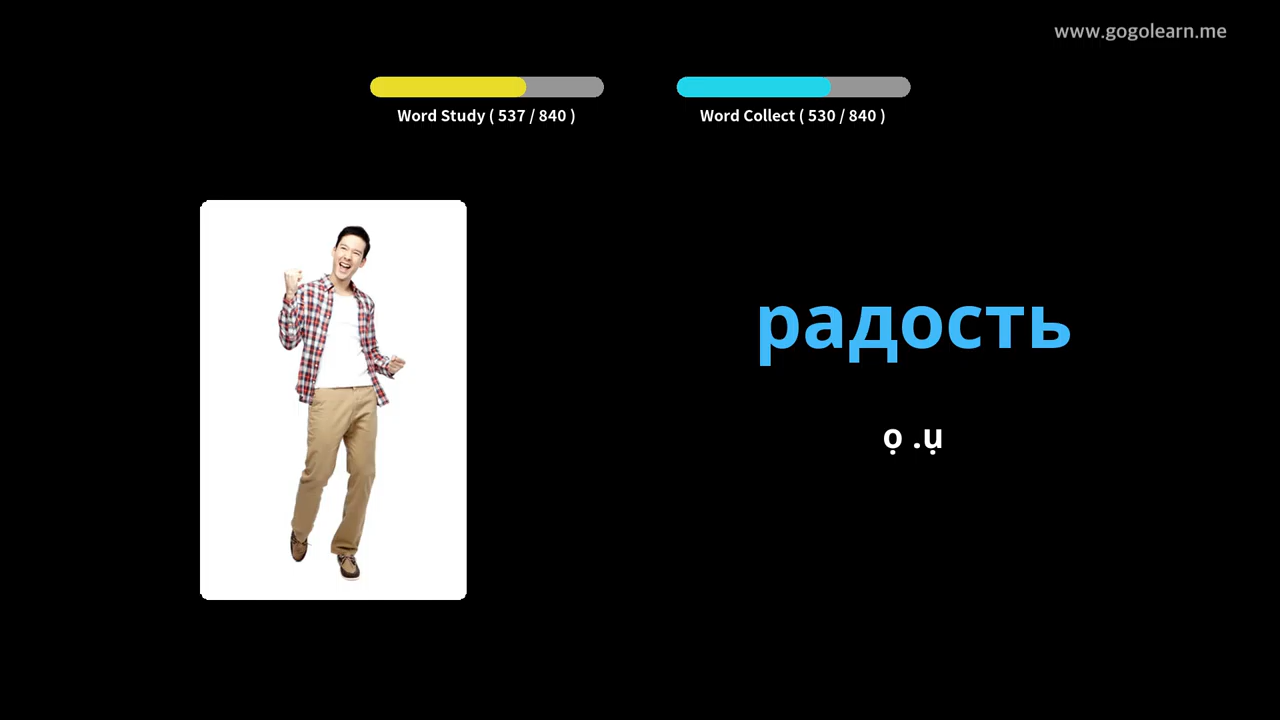 www.gogolearn.me
Word Study ( 537 / 840 )
Word Collect ( 530 / 840 )
радость
ọ .ụ